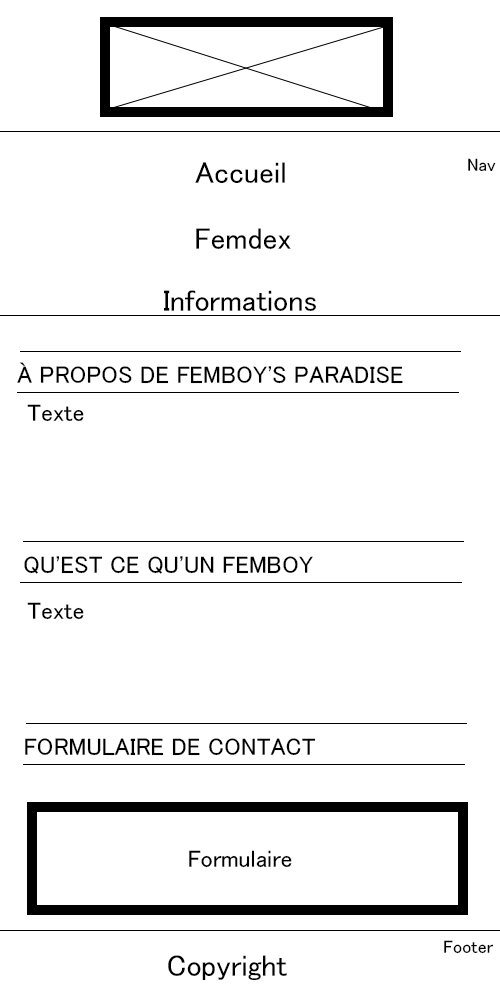 Accueil
Nav
Femdex
Informations
À PROPOS DE FEMBOY'S PARADISE
Texte
QU'EST CE QU'UN FEMBOY
Texte
FORMULAIRE DE CONTACT
Formulaire
Footer
Copyright